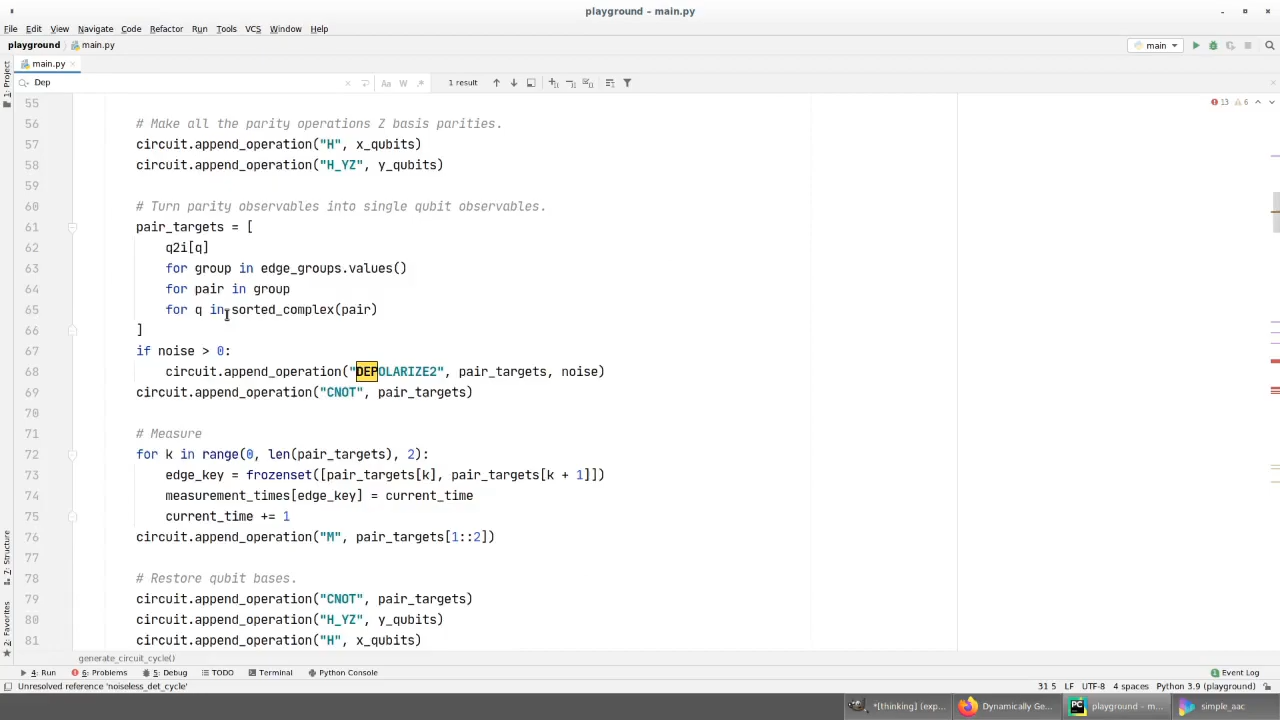 playground – main.py
File Edit View Navigate Code Refactor Run Tools VCS Window Help
playground main.py main
main.py
Dep Aa W .* 1 result
55 13 6
56 # Make all the parity operations Z basis parities.
57 circuit.append_operation("H", x_qubits)
58 circuit.append_operation("H_YZ", y_qubits)
59
60 # Turn parity observables into single qubit observables.
61 pair_targets = [
62 q2i[q]
63 for group in edge_groups.values()
64 for pair in group
65 for q in sorted_complex(pair)
66 ]
67 if noise > 0:
68 circuit.append_operation("DEPOLARIZE2", pair_targets, noise)
69 circuit.append_operation("CNOT", pair_targets)
70
71 # Measure
72 for k in range(0, len(pair_targets), 2):
73 edge_key = frozenset([pair_targets[k], pair_targets[k + 1]])
74 measurement_times[edge_key] = current_time
75 current_time += 1
76 circuit.append_operation("M", pair_targets[1::2])
77
78 # Restore qubit bases.
79 circuit.append_operation("CNOT", pair_targets)
80 circuit.append_operation("H_YZ", y_qubits)
81 circuit.append_operation("H", x_qubits)
1: Project
7: Structure
2: Favorites
generate_circuit_cycle()
4: Run 6: Problems 5: Debug TODO Terminal Python Console Event Log
Unresolved reference 'noiseless_det_cycle' 31:5 LF UTF-8 4 spaces Python 3.9 (playground)
*[thinking] (exp... Dynamically Ge... playground – m... simple_aac